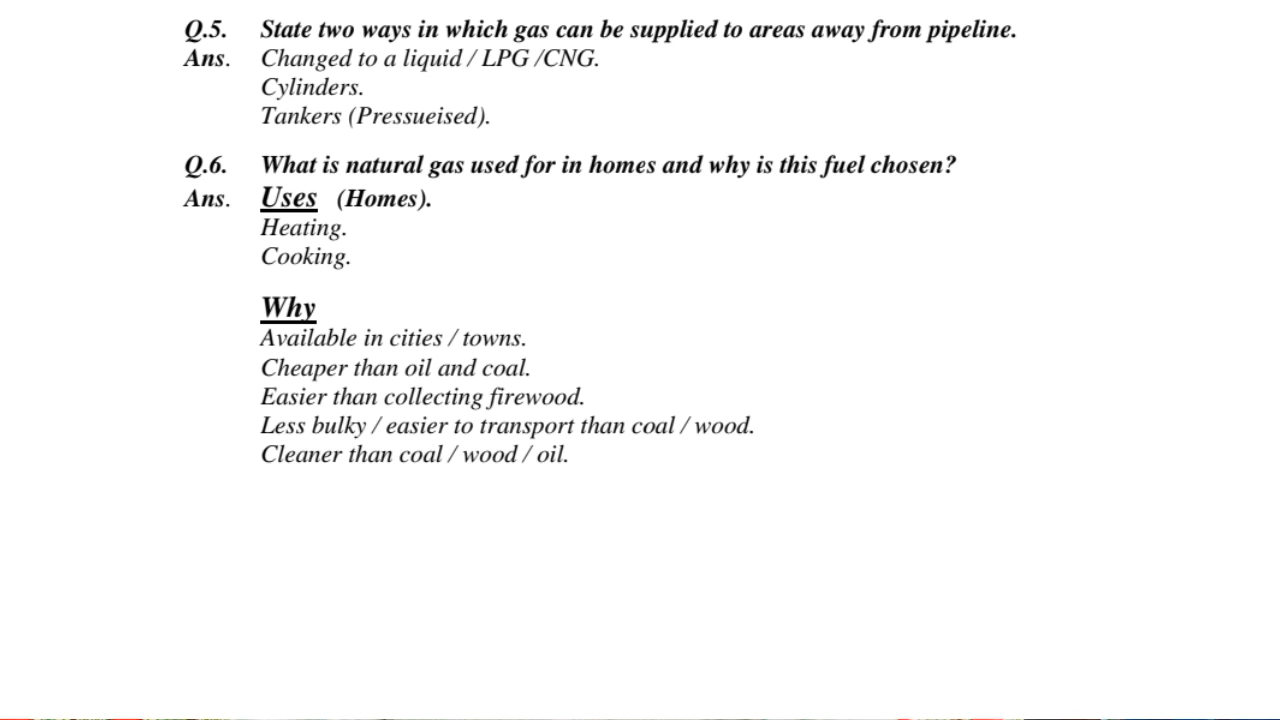 Q.5. State two ways in which gas can be supplied to areas away from pipeline.
Ans. Changed to a liquid / LPG /CNG.
Cylinders.
Tankers (Pressueised).
Q.6. What is natural gas used for in homes and why is this fuel chosen?
Ans. Uses (Homes).
Heating.
Cooking.
Why
Available in cities / towns.
Cheaper than oil and coal.
Easier than collecting firewood.
Less bulky / easier to transport than coal / wood.
Cleaner than coal / wood / oil.